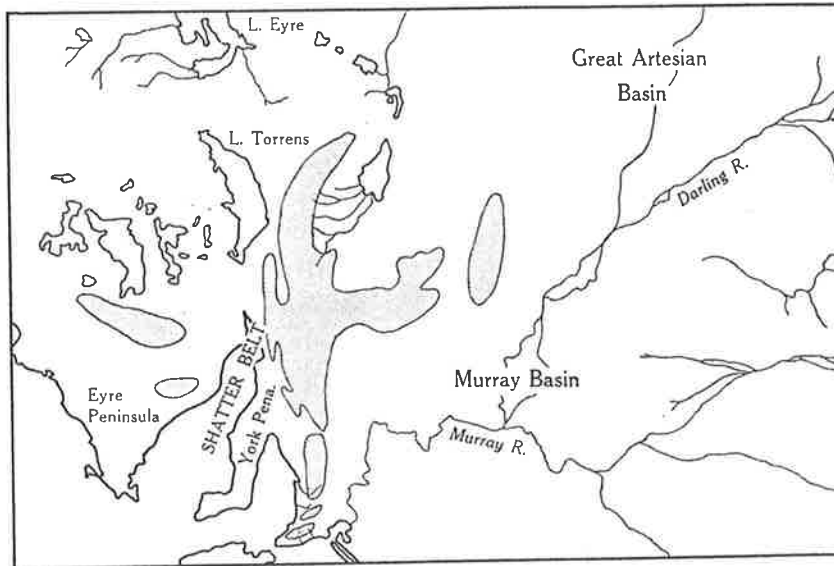 L. Eyre
Great Artesian
Basin
L. Torrens
Darling R.
SHATTER BELT
Eyre
Peninsula
York Pena.
Murray Basin
Murray R.